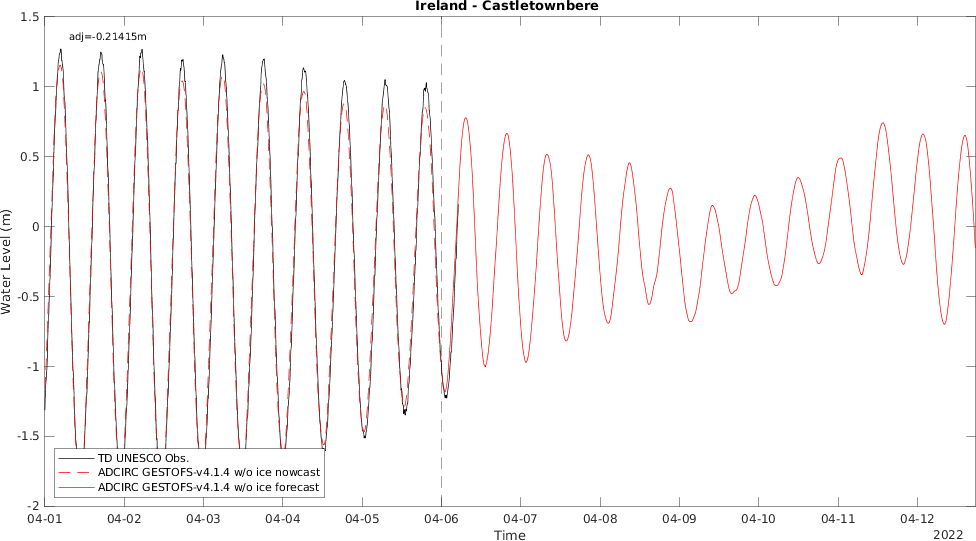 Ireland - Castletownbere
adj=-0.21415m
1.5
1
0.5
0
-0.5
-1
-1.5
-2
Water Level (m)
TD UNESCO Obs.
ADCIRC GESTOFS-v4.1.4 w/o ice nowcast
ADCIRC GESTOFS-v4.1.4 w/o ice forecast
04-01 04-02 04-03 04-04 04-05 04-06 04-07 04-08 04-09 04-10 04-11 04-12
Time
2022